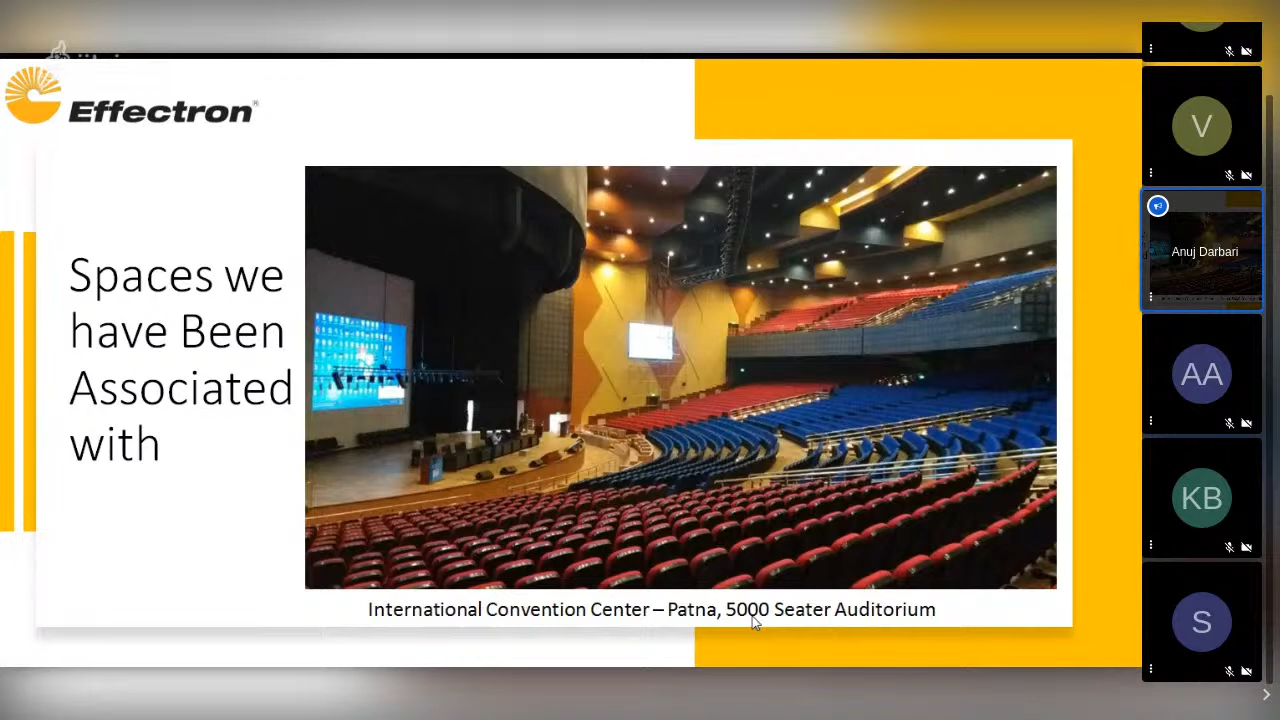 Effectron®
Spaces we
have Been
Associated
with
International Convention Center – Patna, 5000 Seater Auditorium
V
Anuj Darbari
AA
KB
S